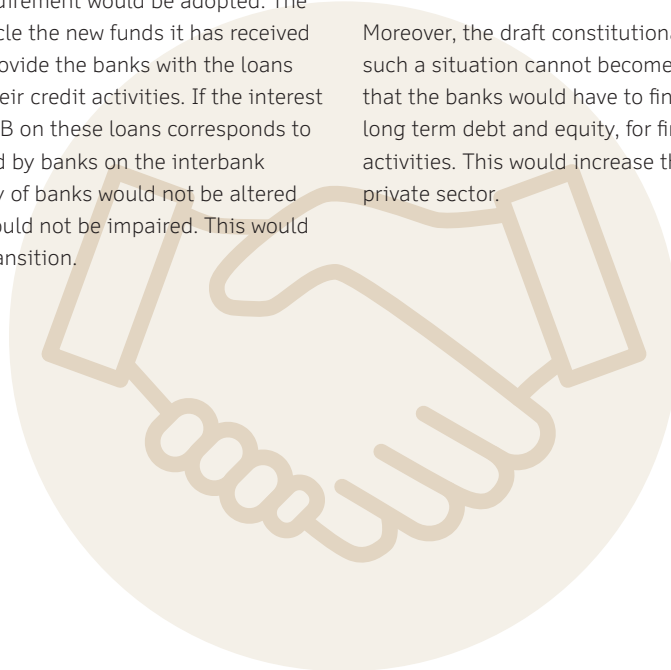 uirement would be adopted. The
cle the new funds it has received
ovide the banks with the loans
eir credit activities. If the interest
B on these loans corresponds to
d by banks on the interbank
y of banks would not be altered
ould not be impaired. This would
ansition.
Moreover, the draft constitutiona
such a situation cannot become
that the banks would have to fin
long term debt and equity, for fi
activities. This would increase th
private sector.